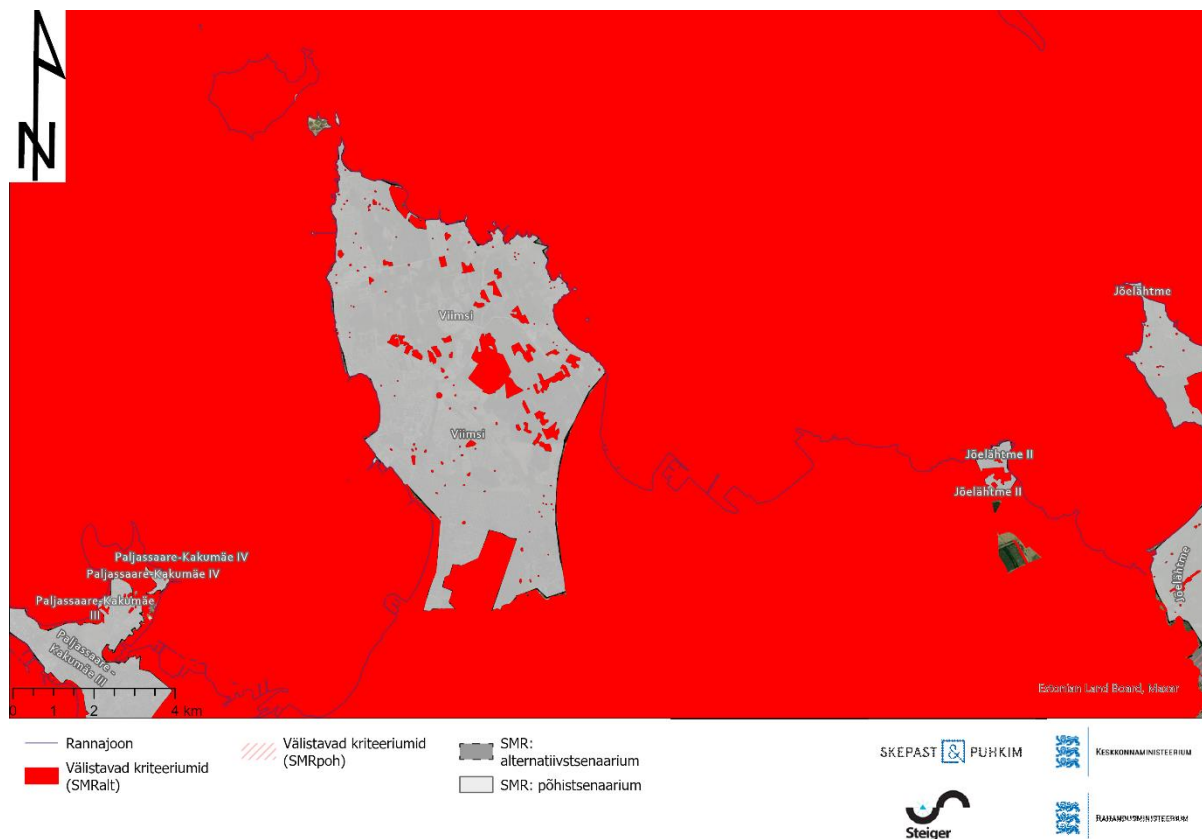 N
Jõelähtme
Viimsi
Viimsi
Jõelähtme II
Jõelähtme II
Jõelähtme
Paljassaare-Kakumäe IV
Paljassaare-Kakumäe IV
Paljassaare-Kakumäe
III
Paljassaare -
Kakumäe III
0 1 2 4 km
Estonian Land Board, Maxar
Rannajoon
Välistavad kriteeriumid
(SMRalt)
Välistavad kriteeriumid
(SMRpoh)
SMR:
alternatiivstsenaarium
SMR: põhistsenaarium
SKEPAST & PUHKIM
Steiger
KESKKONNAMINISTEERIUM
RAHANDUSMINISTEERIUM